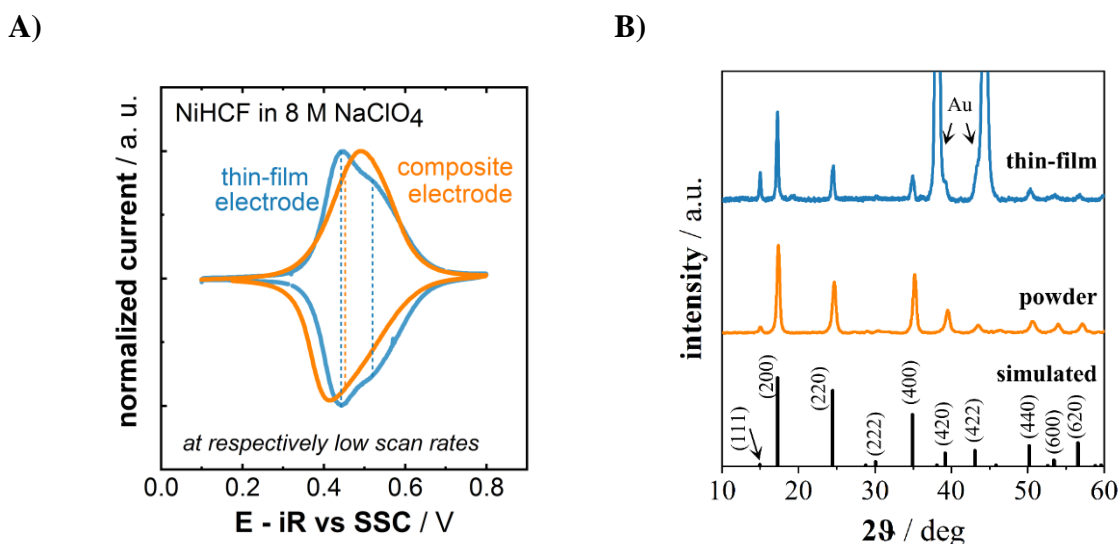 A)
B)
NiHCF in 8 M NaClO₄
thin-film
electrode
composite
electrode
at respectively low scan rates
normalized current / a. u.
0.0 0.2 0.4 0.6 0.8
E - iR vs SSC / V
Au
thin-film
powder
simulated
(111)
(200)
(220)
(222)
(400)
(420)
(422)
(440)
(600)
(620)
intensity / a.u.
10 20 30 40 50 60
2ϑ / deg